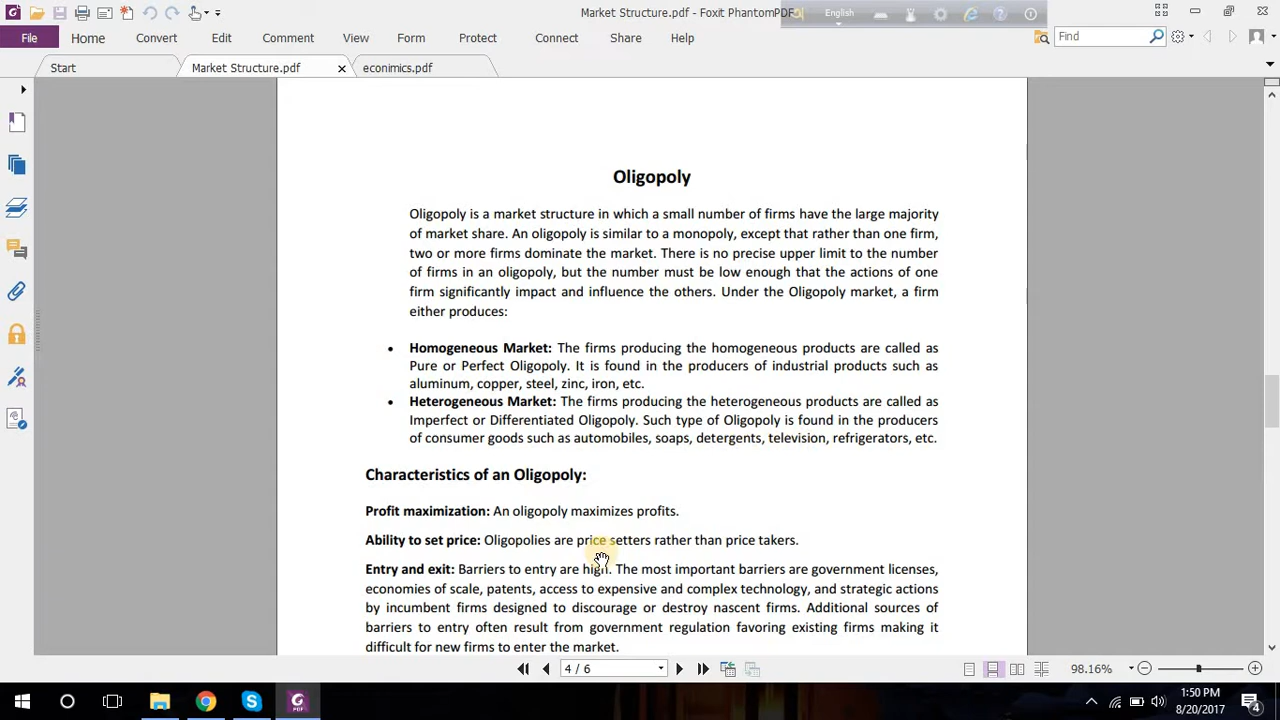 Market Structure.pdf - Foxit PhantomPDF
English
File Home Convert Edit Comment View Form Protect Connect Share Help
Find
Start Market Structure.pdf econimics.pdf
Oligopoly
Oligopoly is a market structure in which a small number of firms have the large majority
of market share. An oligopoly is similar to a monopoly, except that rather than one firm,
two or more firms dominate the market. There is no precise upper limit to the number
of firms in an oligopoly, but the number must be low enough that the actions of one
firm significantly impact and influence the others. Under the Oligopoly market, a firm
either produces:
• Homogeneous Market: The firms producing the homogeneous products are called as
Pure or Perfect Oligopoly. It is found in the producers of industrial products such as
aluminum, copper, steel, zinc, iron, etc.
• Heterogeneous Market: The firms producing the heterogeneous products are called as
Imperfect or Differentiated Oligopoly. Such type of Oligopoly is found in the producers
of consumer goods such as automobiles, soaps, detergents, television, refrigerators, etc.
Characteristics of an Oligopoly:
Profit maximization: An oligopoly maximizes profits.
Ability to set price: Oligopolies are price setters rather than price takers.
Entry and exit: Barriers to entry are high. The most important barriers are government licenses,
economies of scale, patents, access to expensive and complex technology, and strategic actions
by incumbent firms designed to discourage or destroy nascent firms. Additional sources of
barriers to entry often result from government regulation favoring existing firms making it
difficult for new firms to enter the market.
4 / 6
98.16%
1:50 PM
8/20/2017
4